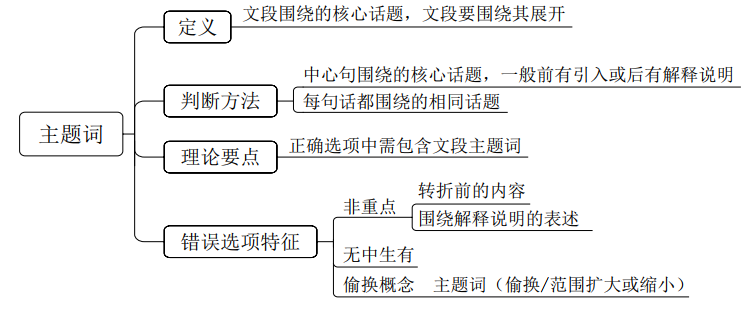 主题词
定义
文段围绕的核心话题，文段要围绕其展开
判断方法
中心句围绕的核心话题，一般前有引入或后有解释说明
每句话都围绕的相同话题
理论要点
正确选项中需包含文段主题词
错误选项特征
非重点
转折前的内容
围绕解释说明的表述
无中生有
偷换概念 主题词（偷换/范围扩大或缩小）